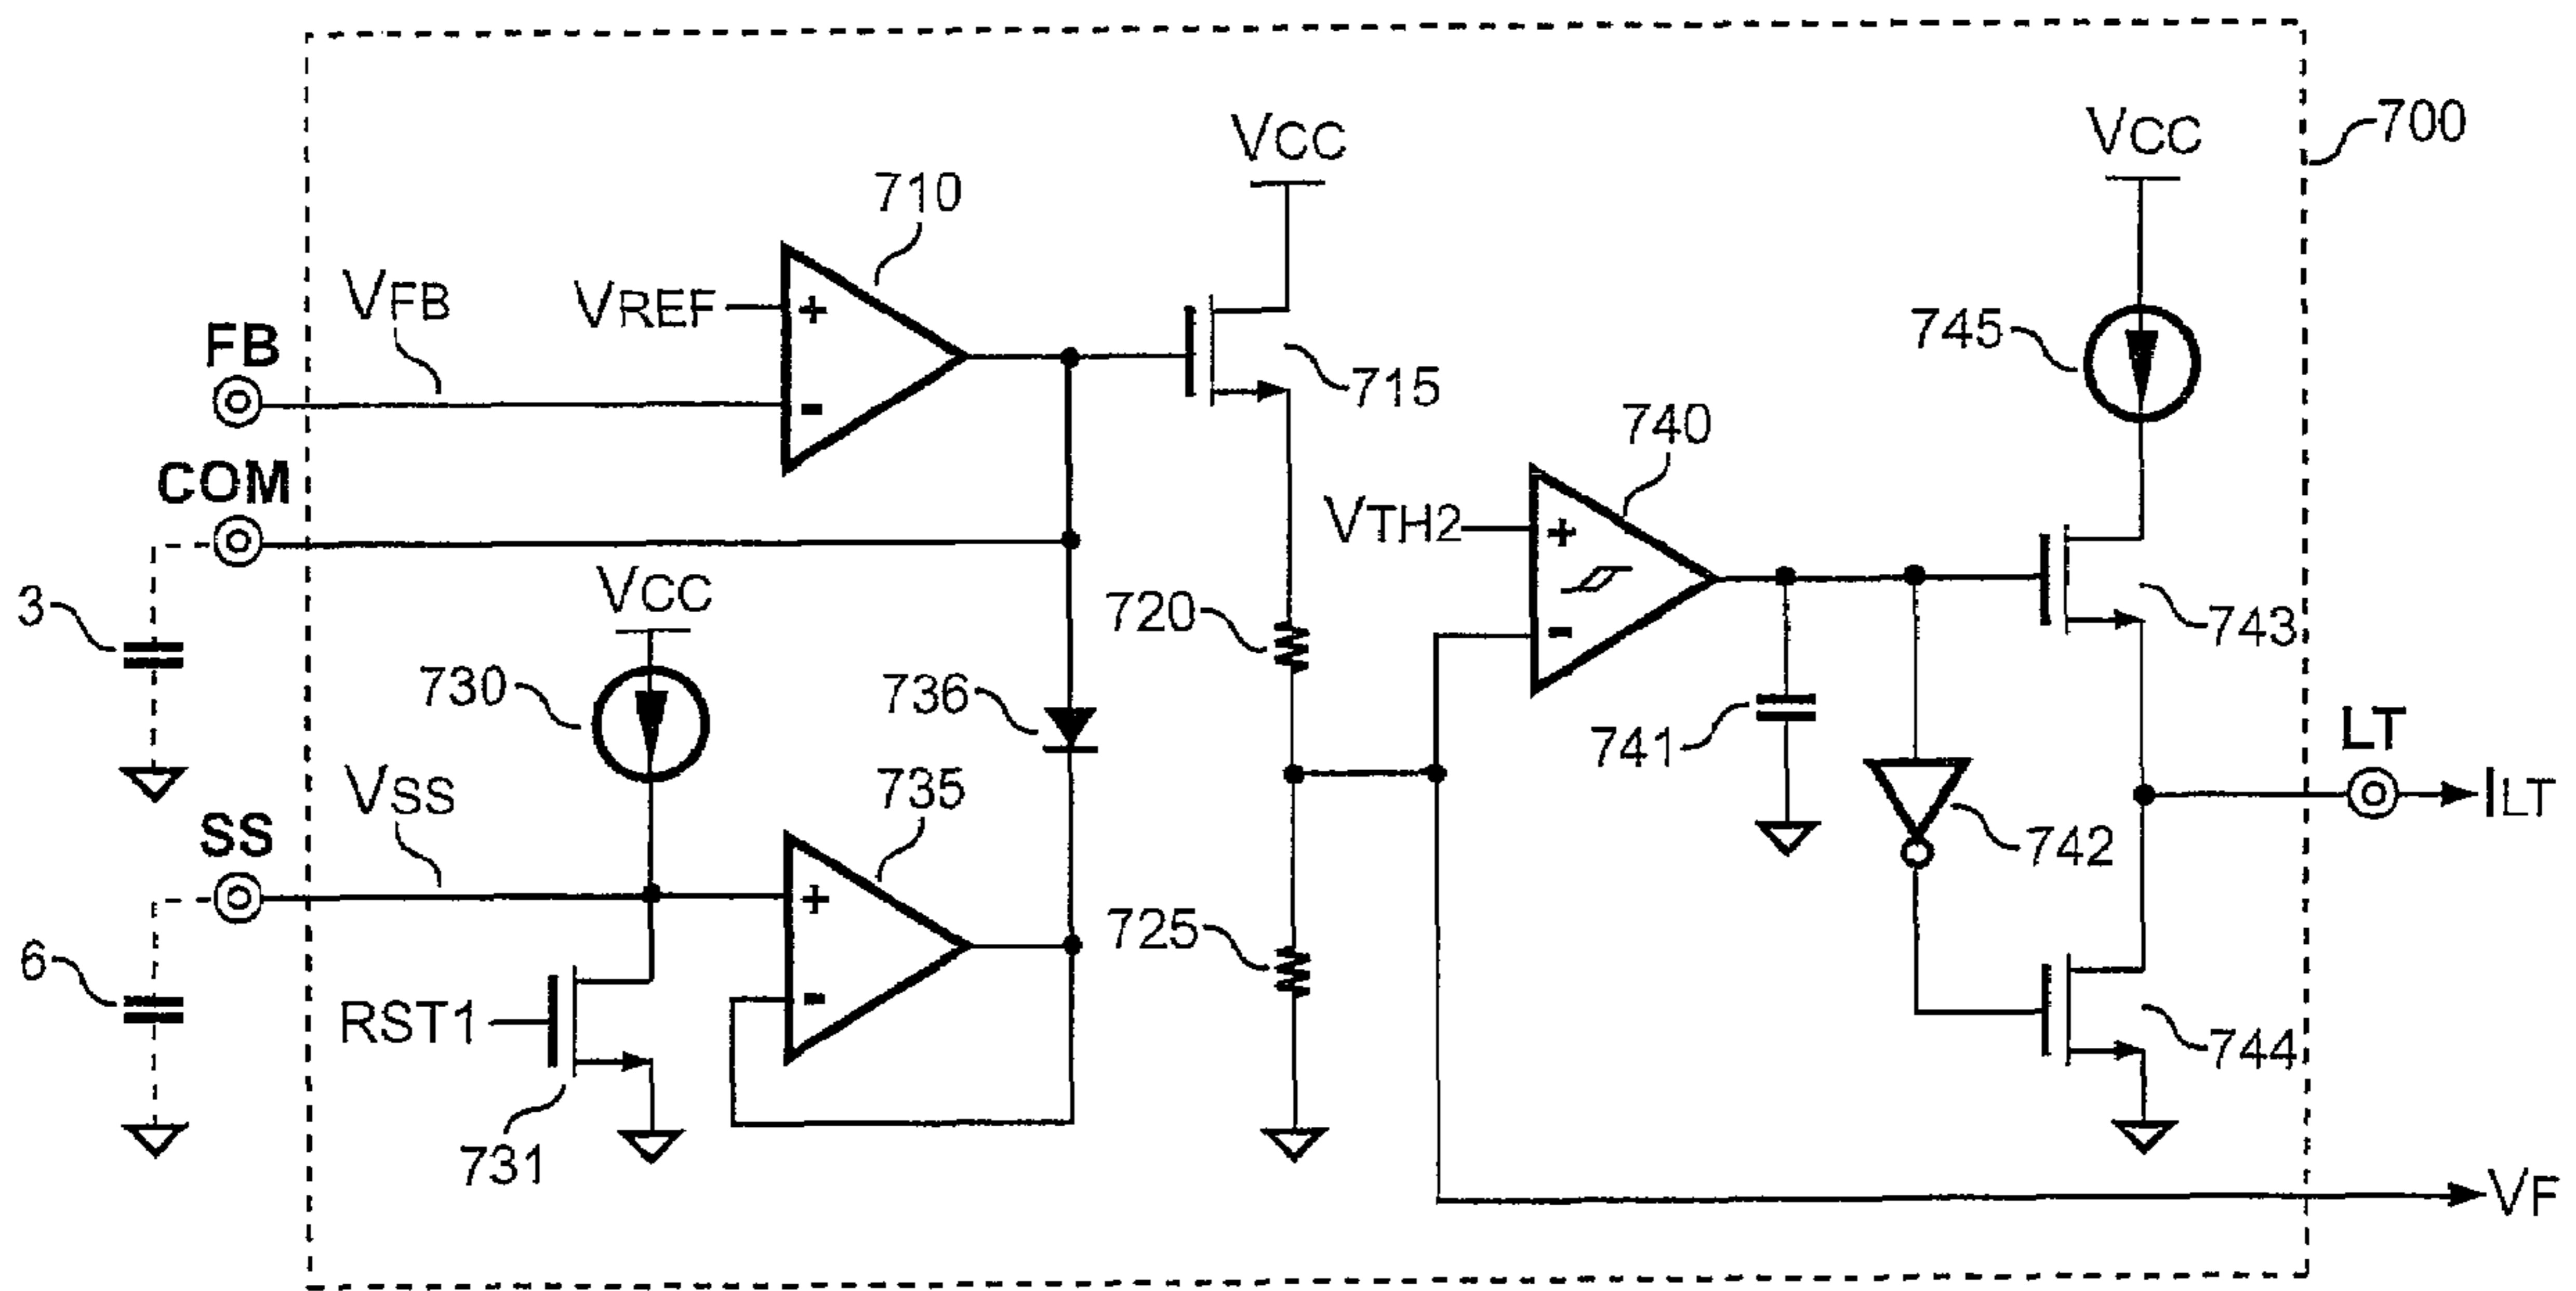 VCC
VCC
700
710
VFB
VREF
FB
+
-
745
715
740
COM
VTH2
+
-
VCC
3
720
743
730
736
741
LT
ILT
VSS
735
SS
742
+
-
725
6
RST1
744
731
VF